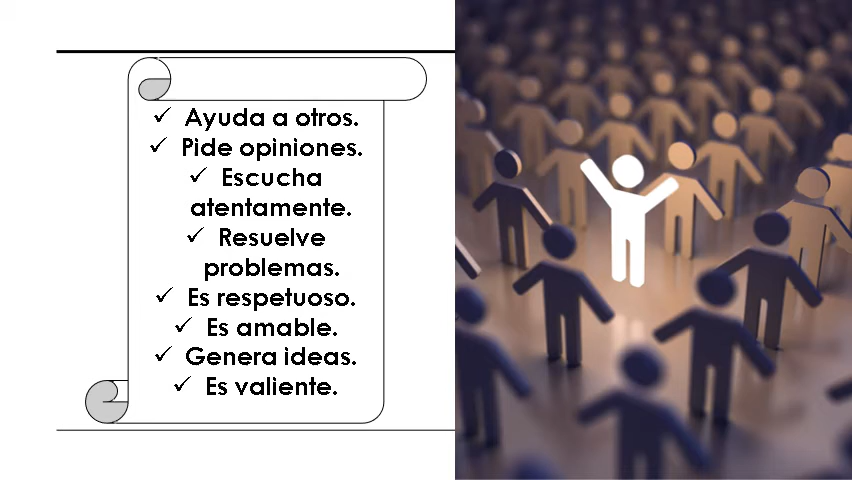 ✓ Ayuda a otros.
✓ Pide opiniones.
✓ Escucha
atentamente.
✓ Resuelve
problemas.
✓ Es respetuoso.
✓ Es amable.
✓ Genera ideas.
✓ Es valiente.